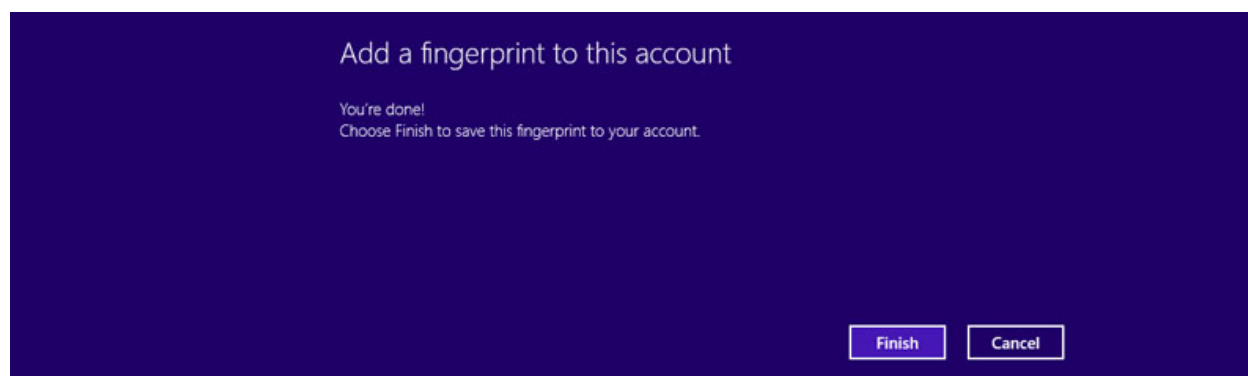 Add a fingerprint to this account
You're done!
Choose Finish to save this fingerprint to your account.
Finish
Cancel